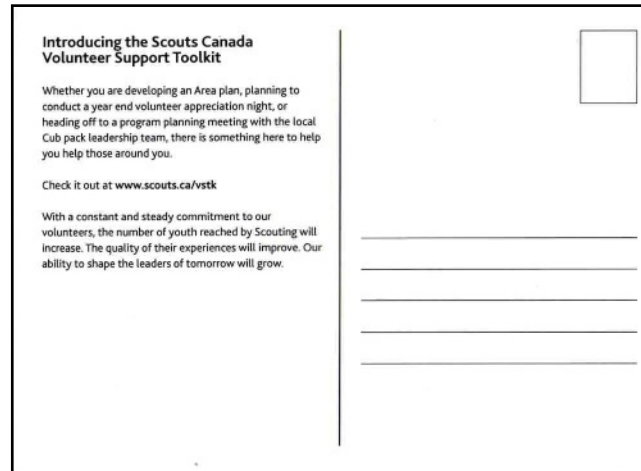 Introducing the Scouts Canada
Volunteer Support Toolkit
Whether you are developing an Area plan, planning to
conduct a year end volunteer appreciation night, or
heading off to a program planning meeting with the local
Cub pack leadership team, there is something here to help
you help those around you.
Check it out at www.scouts.ca/vstk
With a constant and steady commitment to our
volunteers, the number of youth reached by Scouting will
increase. The quality of their experiences will improve. Our
ability to shape the leaders of tomorrow will grow.